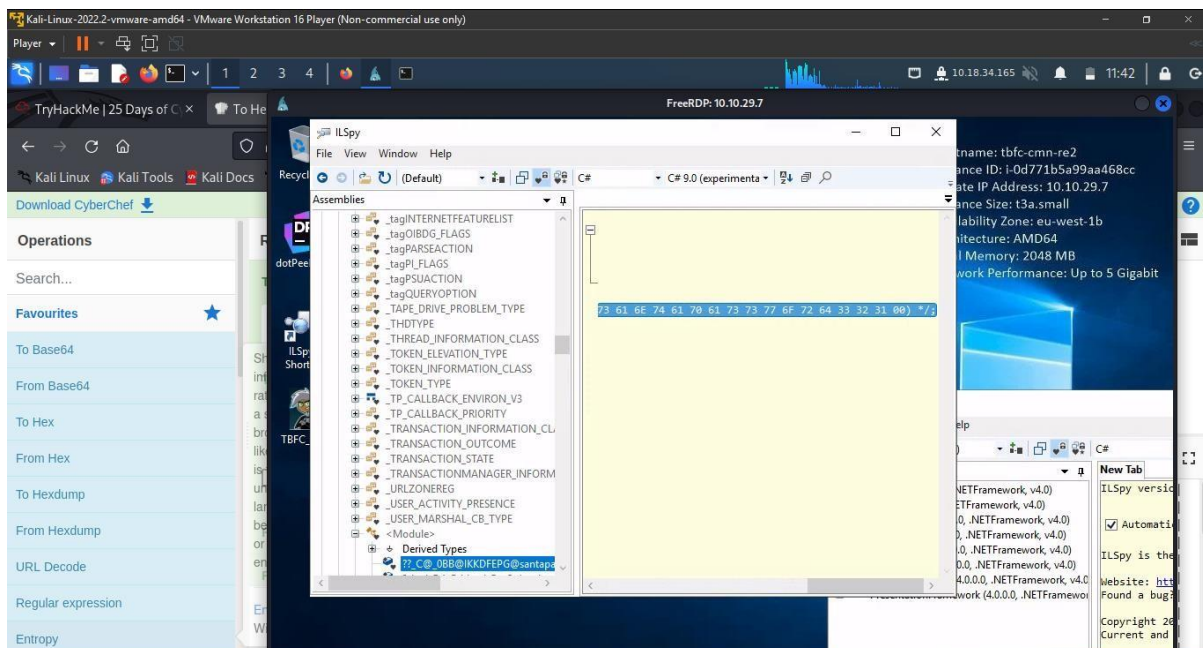 Kali-Linux-2022.2-vmware-amd64 - VMware Workstation 16 Player (Non-commercial use only)
Player
1 2 3 4
10.18.34.165
11:42
TryHackMe | 25 Days of C
To He
FreeRDP: 10.10.29.7
Kali Linux
Kali Tools
Kali Docs
Download CyberChef
Operations
Search...
Favourites
To Base64
From Base64
To Hex
From Hex
To Hexdump
From Hexdump
URL Decode
Regular expression
Entropy
Recycl
dotPeek
ILSpy
Short
TBFC_
ILSpy
File View Window Help
(Default)
C#
C# 9.0 (experimenta
Assemblies
_tagINTERNETFEATURELIST
_tagOIBDG_FLAGS
_tagPARSEACTION
_tagPI_FLAGS
_tagPSUACTION
_tagQUERYOPTION
_TAPE_DRIVE_PROBLEM_TYPE
_THDTYPE
_THREAD_INFORMATION_CLASS
_TOKEN_ELEVATION_TYPE
_TOKEN_INFORMATION_CLASS
_TOKEN_TYPE
_TP_CALLBACK_ENVIRON_V3
_TP_CALLBACK_PRIORITY
_TRANSACTION_INFORMATION_CL
_TRANSACTION_OUTCOME
_TRANSACTION_STATE
_TRANSACTIONMANAGER_INFORM
_URLZONEREG
_USER_ACTIVITY_PRESENCE
_USER_MARSHAL_CB_TYPE
<Module>
Derived Types
??_C@_0BB@IKKDFEPG@santapa
73 61 6E 74 61 70 61 73 73 77 6F 72 64 33 32 31 00) */;
tname: tbfc-cmn-re2
ance ID: i-0d771b5a99aa468cc
ate IP Address: 10.10.29.7
ance Size: t3a.small
lability Zone: eu-west-1b
hitecture: AMD64
l Memory: 2048 MB
work Performance: Up to 5 Gigabit
elp
C#
New Tab
.NETFramework, v4.0)
ETFramework, v4.0)
.0, .NETFramework, v4.0)
, .NETFramework, v4.0)
.0, .NETFramework, v4.0)
0.0, .NETFramework, v4.0)
4.0.0.0, .NETFramework, v4.0
PresentationFramework (4.0.0.0, .NETFramewor
ILSpy versic
Automati
ILSpy is the
Website: htt
Found a bug?
Copyright 20
Current and